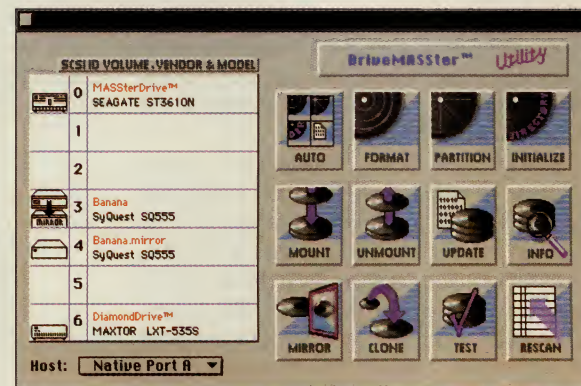 DriveMASSter™ Utility
SCSI ID VOLUME, VENDOR & MODEL
0 MASSterDrive™
SEAGATE ST3610N
1
2
3 Banana
SyQuest SQ555
MIRROR
4 Banana.mirror
SyQuest SQ555
5
6 DiamondDrive™
MAXTOR LXT-535S
Host: Native Port A
AUTO FORMAT PARTITION INITIALIZE
DIRECTORY
MOUNT UNMOUNT UPDATE INFO
MIRROR CLONE TEST RESCAN